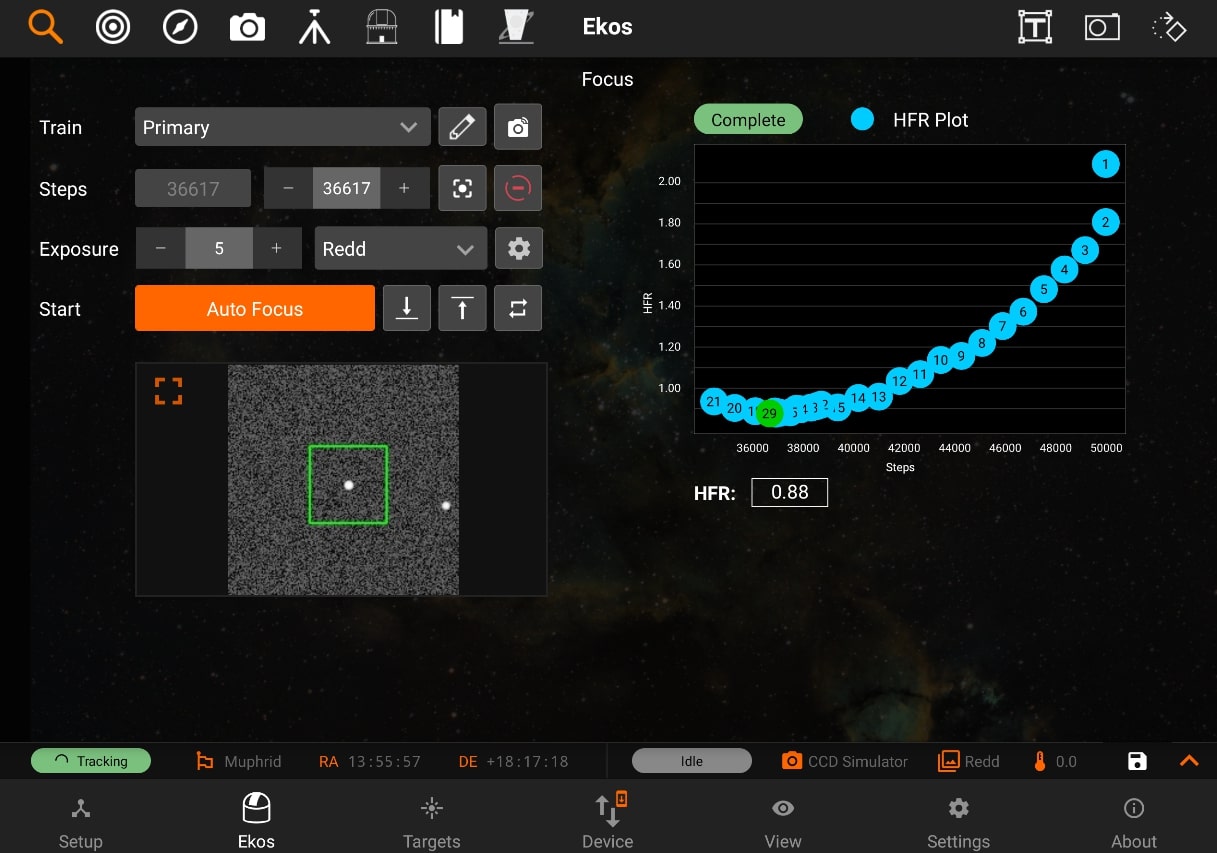 Ekos
T
Focus
Train
Primary
Complete
HFR Plot
Steps
36617
− 36617 +
Exposure
− 5 +
Redd
Start
Auto Focus
HFR
2.00
1.80
1.60
1.40
1.20
1.00
1
2
3
4
5
6
7
8
9
10
11
12
13
14
21
20
29
36000 38000 40000 42000 44000 46000 48000 50000
Steps
HFR: 0.88
Tracking
Muphrid
RA 13:55:57
DE +18:17:18
Idle
CCD Simulator
Redd
0.0
Setup
Ekos
Targets
Device
View
Settings
About